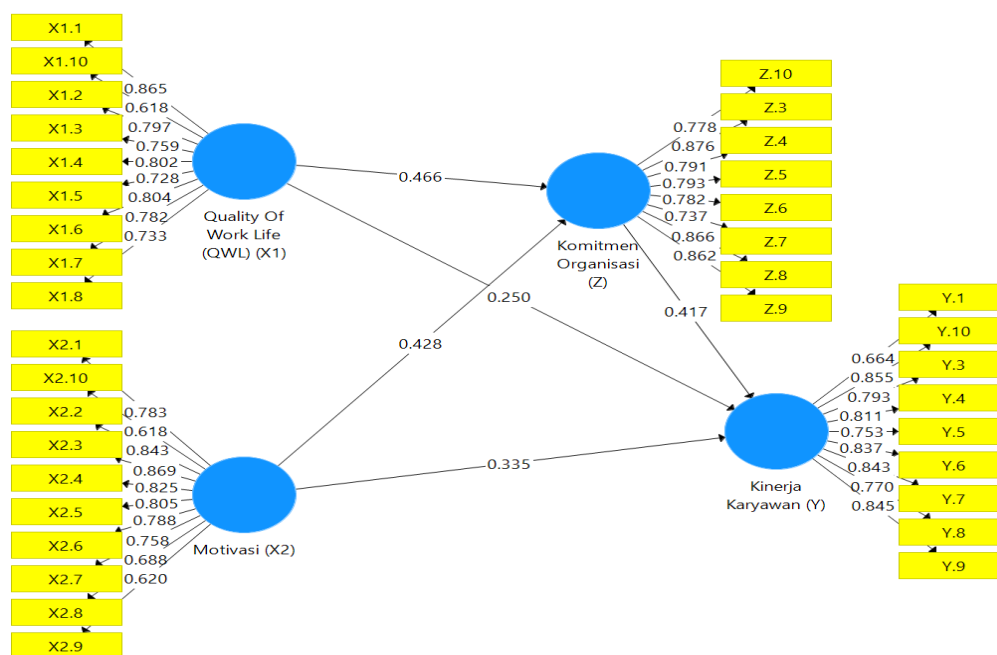 X1.1
X1.10
X1.2
X1.3
X1.4
X1.5
X1.6
X1.7
X1.8
0.865
0.618
0.797
0.759
0.802
0.728
0.804
0.782
0.733
Quality Of
Work Life
(QWL) (X1)
0.466
0.250
0.428
0.335
0.417
X2.1
X2.10
X2.2
X2.3
X2.4
X2.5
X2.6
X2.7
X2.8
X2.9
0.783
0.618
0.843
0.869
0.825
0.805
0.788
0.758
0.688
0.620
Motivasi (X2)
Komitmen
Organisasi
(Z)
0.778
0.876
0.791
0.793
0.782
0.737
0.866
0.862
Z.10
Z.3
Z.4
Z.5
Z.6
Z.7
Z.8
Z.9
Kinerja
Karyawan (Y)
0.664
0.855
0.793
0.811
0.753
0.837
0.843
0.770
0.845
Y.1
Y.10
Y.3
Y.4
Y.5
Y.6
Y.7
Y.8
Y.9